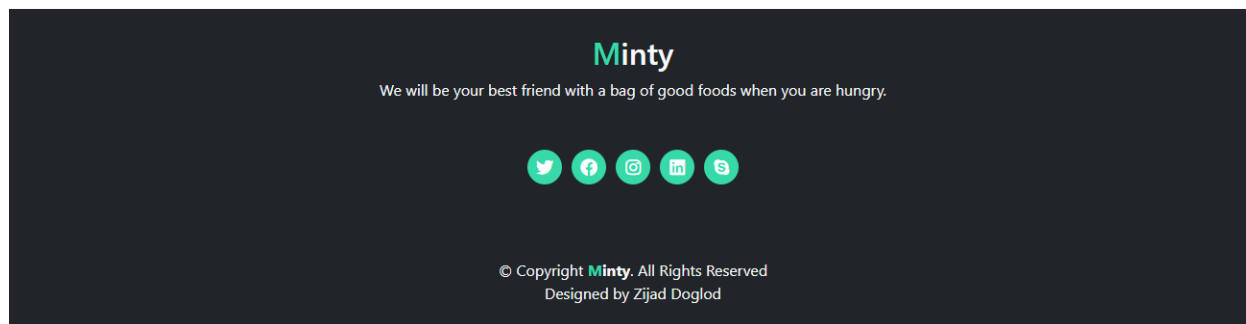 Minty
We will be your best friend with a bag of good foods when you are hungry.
© Copyright Minty. All Rights Reserved
Designed by Zijad Doglod